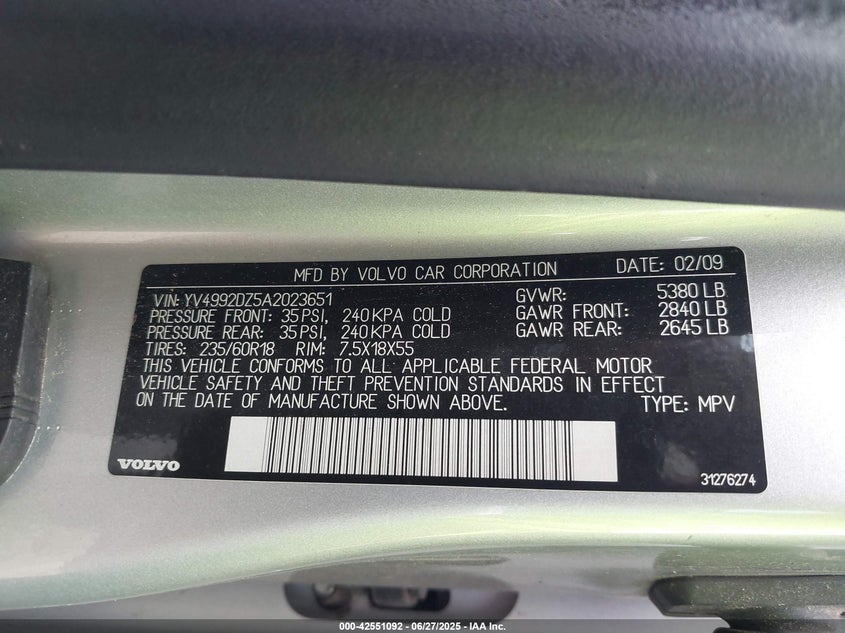 MFD BY VOLVO CAR CORPORATION DATE: 02/09
VIN: YV4992DZ5A2023651 GVWR: 5380 LB
PRESSURE FRONT: 35 PSI, 240 KPA COLD GAWR FRONT: 2840 LB
PRESSURE REAR: 35 PSI, 240 KPA COLD GAWR REAR: 2645 LB
TIRES: 235/60R18 RIM: 7.5X18X55
THIS VEHICLE CONFORMS TO ALL APPLICABLE FEDERAL MOTOR
VEHICLE SAFETY AND THEFT PREVENTION STANDARDS IN EFFECT
ON THE DATE OF MANUFACTURE SHOWN ABOVE. TYPE: MPV
VOLVO 31276274
000-42551092 - 06/27/2025 - IAA Inc.